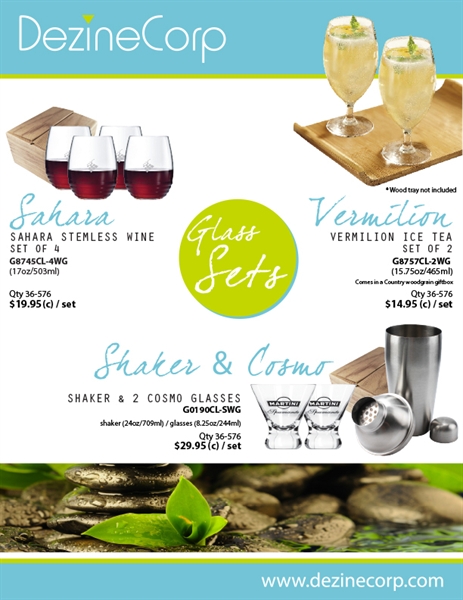 DezineCorp
*Wood tray not included
Sahara
SAHARA STEMLESS WINE
SET OF 4
G8745CL-4WG
(17oz/503ml)
Qty 36-576
$19.95(c) / set
Glass
Sets
Vermilion
VERMILION ICE TEA
SET OF 2
G8757CL-2WG
(15.75oz/465ml)
Comes in a Country woodgrain giftbox
Qty 36-576
$14.95 (c) / set
Shaker & Cosmo
SHAKER & 2 COSMO GLASSES
G0190CL-SWG
shaker (24oz/709ml) / glasses (8.25oz/244ml)
Qty 36-576
$29.95 (c) / set
MARTINI
MARTINI
www.dezinecorp.com